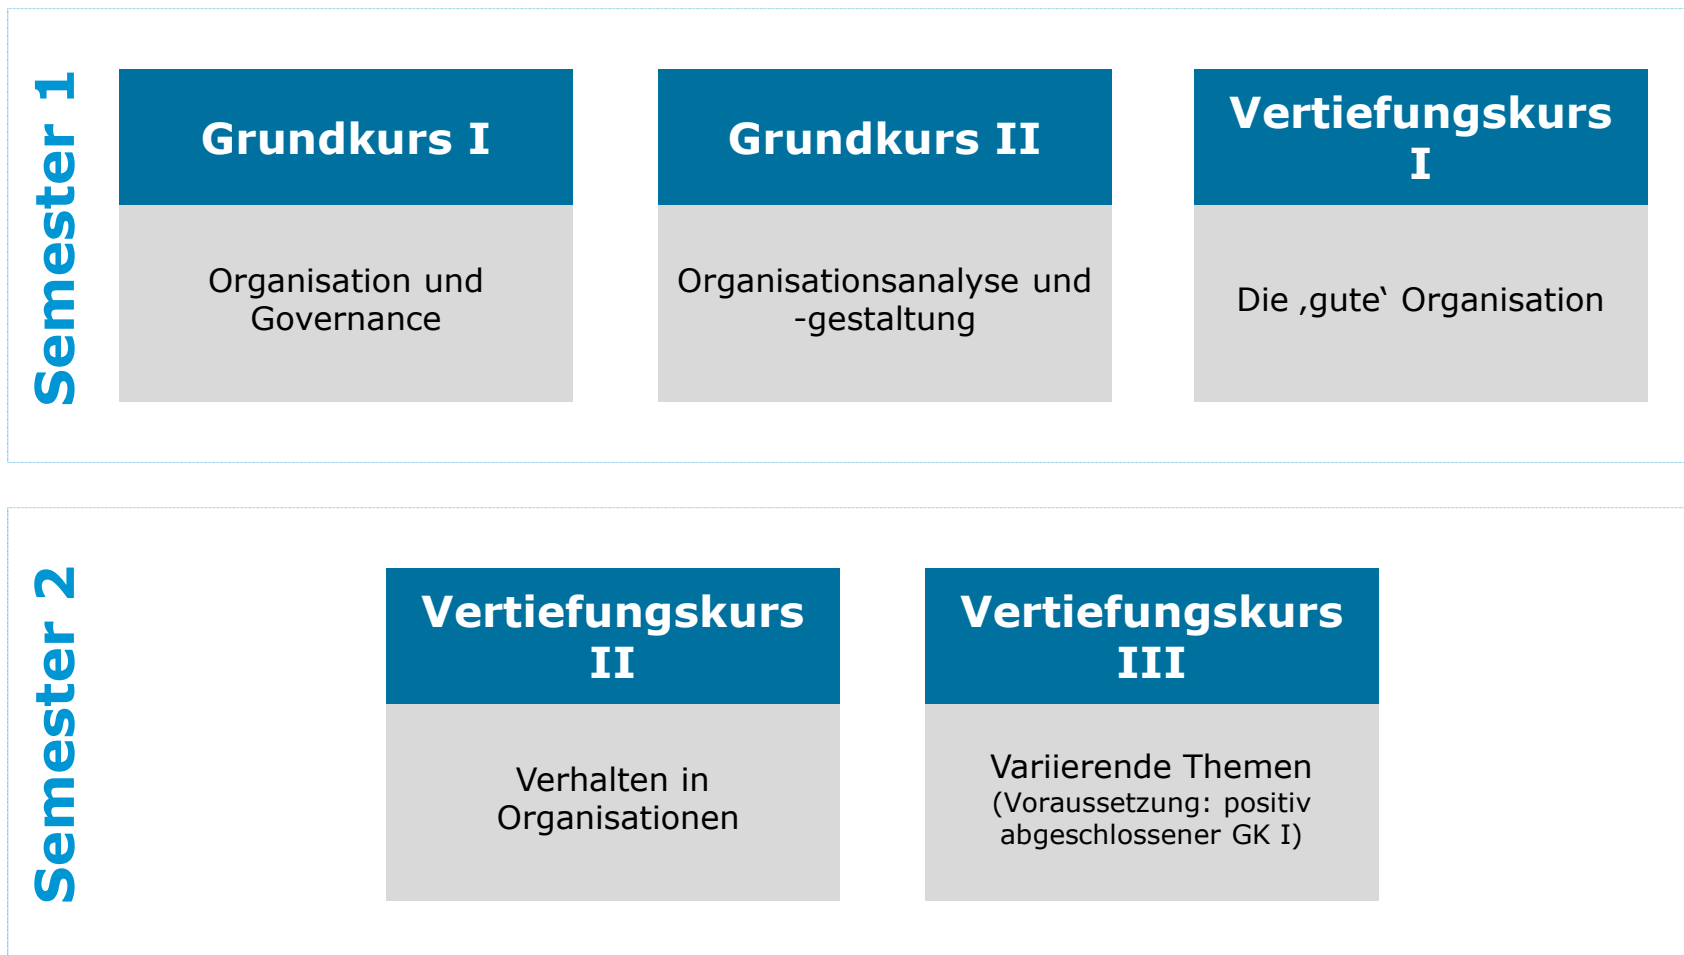 Semester 1
Grundkurs I
Organisation und
Governance
Grundkurs II
Organisationsanalyse und
-gestaltung
Vertiefungskurs
I
Die ‚gute‛ Organisation
Semester 2
Vertiefungskurs
II
Verhalten in
Organisationen
Vertiefungskurs
III
Variierende Themen
(Voraussetzung: positiv
abgeschlossener GK I)